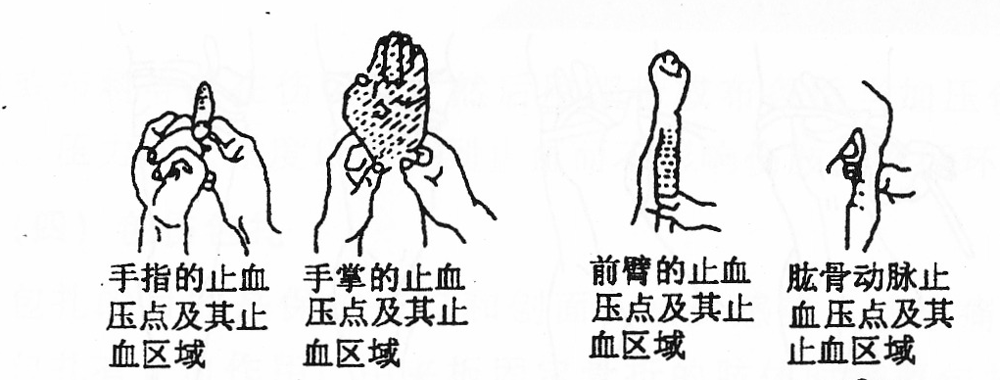 手指的止血
压点及其止
血区域
手掌的止血
压点及其止
血区域
前臂的止血
压点及其止
血区域
肱骨动脉止
血压点及其
止血区域